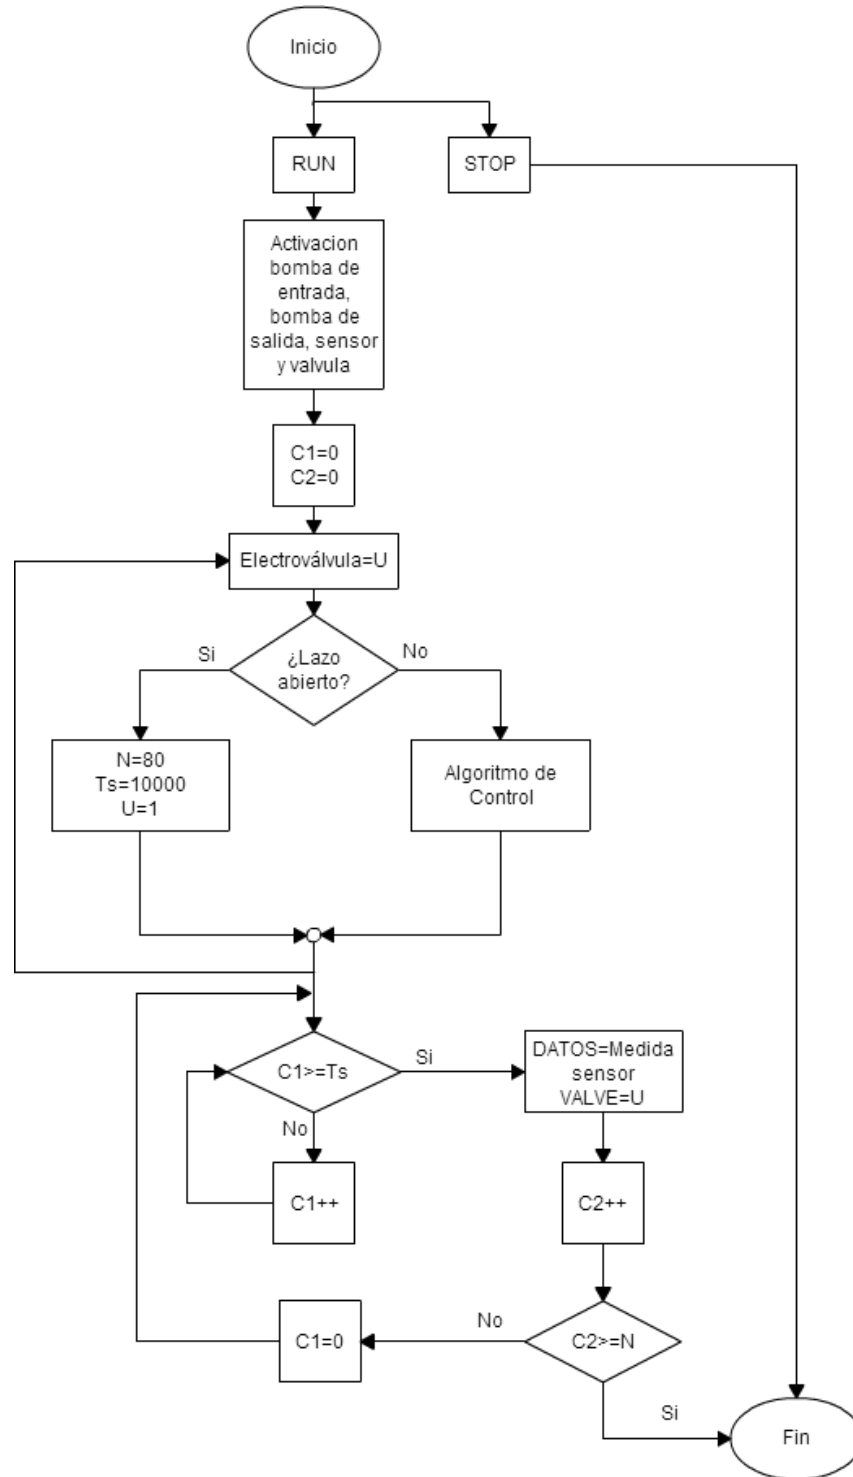 Inicio
RUN
STOP
Activacion
bomba de
entrada,
bomba de
salida, sensor
y valvula
C1=0
C2=0
Electroválvula=U
¿Lazo
abierto?
Si
No
N=80
Ts=10000
U=1
Algoritmo de
Control
C1>=Ts
Si
No
DATOS=Medida
sensor
VALVE=U
C1++
C2++
C2>=N
No
C1=0
Si
Fin